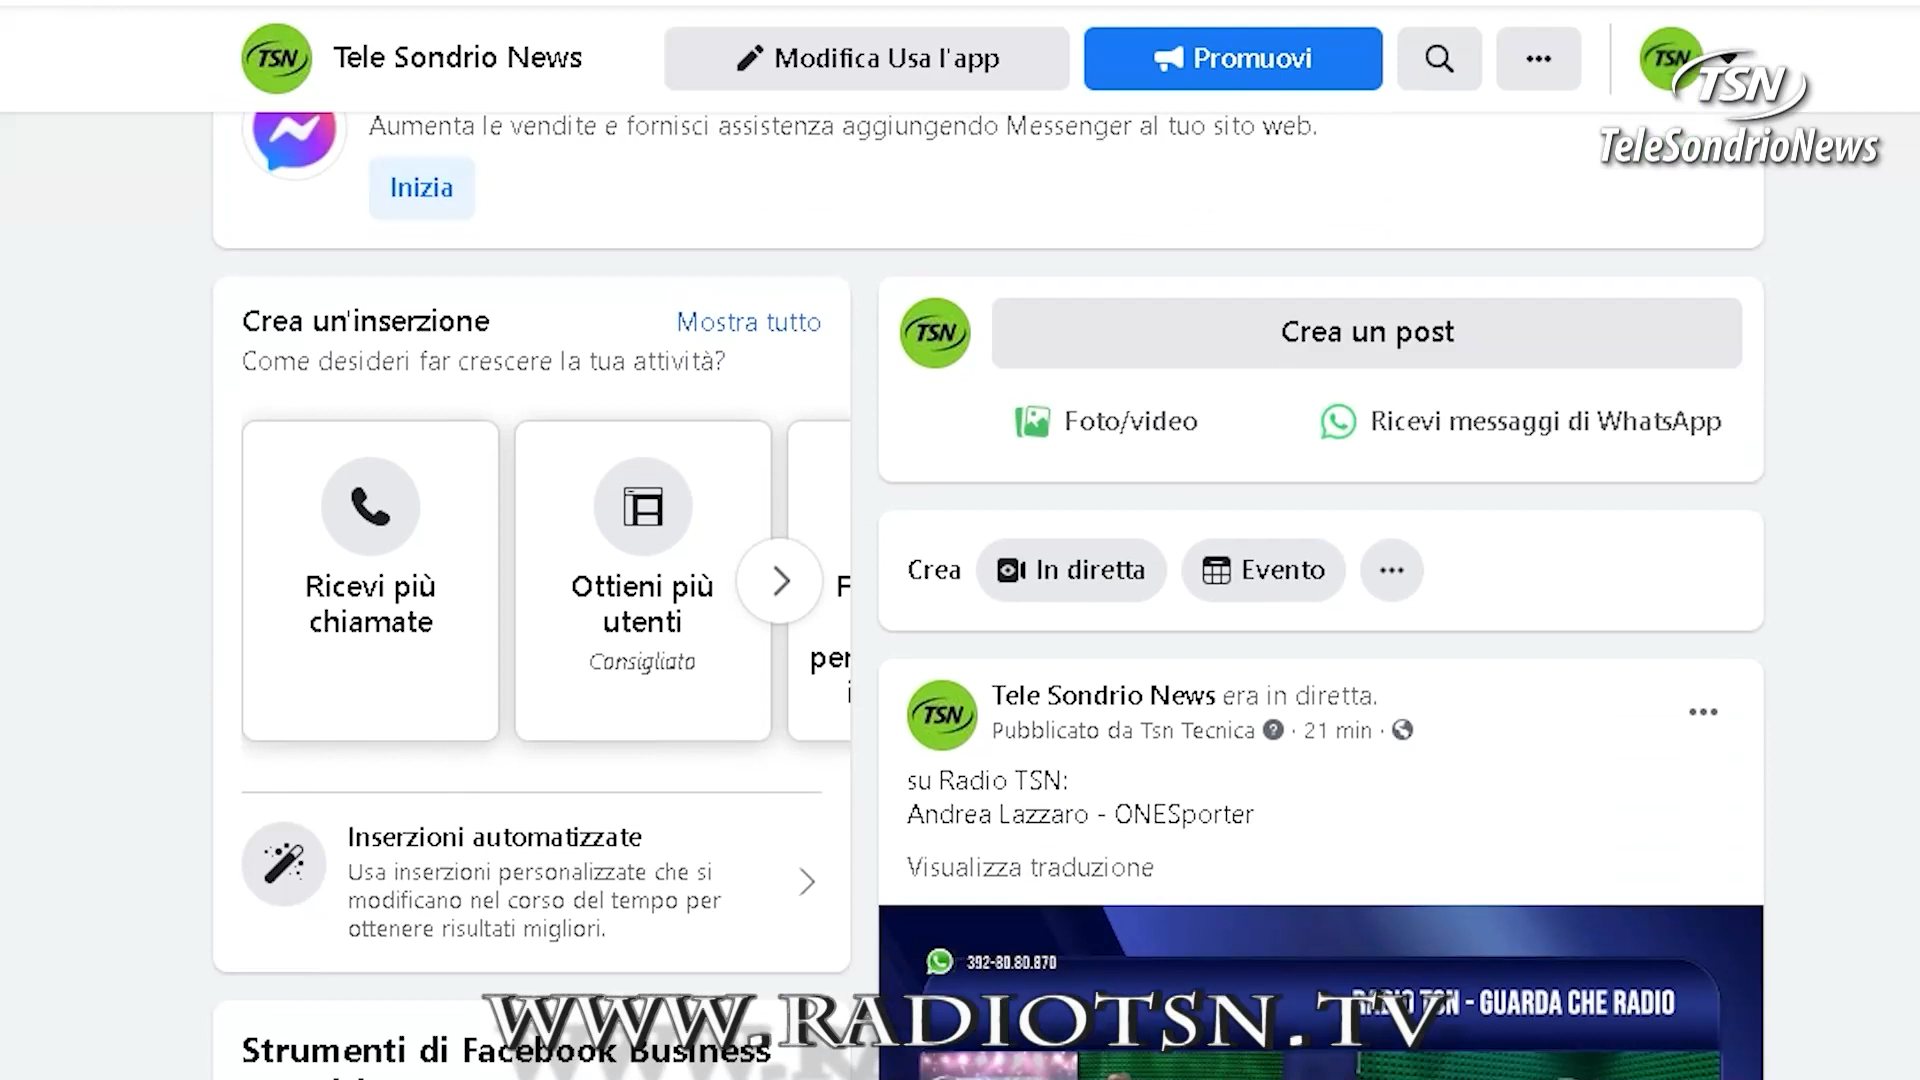 TSN
Tele Sondrio News
Modifica Usa l'app
Promuovi
TSN
TSN
TeleSondrioNews
Aumenta le vendite e fornisci assistenza aggiungendo Messenger al tuo sito web.
Inizia
Crea un'inserzione
Mostra tutto
Come desideri far crescere la tua attività?
Ricevi più
chiamate
Ottieni più
utenti
Consigliato
F
per
i
Inserzioni automatizzate
Usa inserzioni personalizzate che si
modificano nel corso del tempo per
ottenere risultati migliori.
Strumenti di Facebook Business
TSN
Crea un post
Foto/video
Ricevi messaggi di WhatsApp
Crea
In diretta
Evento
TSN
Tele Sondrio News era in diretta.
Pubblicato da Tsn Tecnica · 21 min ·
su Radio TSN:
Andrea Lazzaro - ONESporter
Visualizza traduzione
392-80.80.870
RADIO TSN - GUARDA CHE RADIO
WWW.RADIOTSN.TV